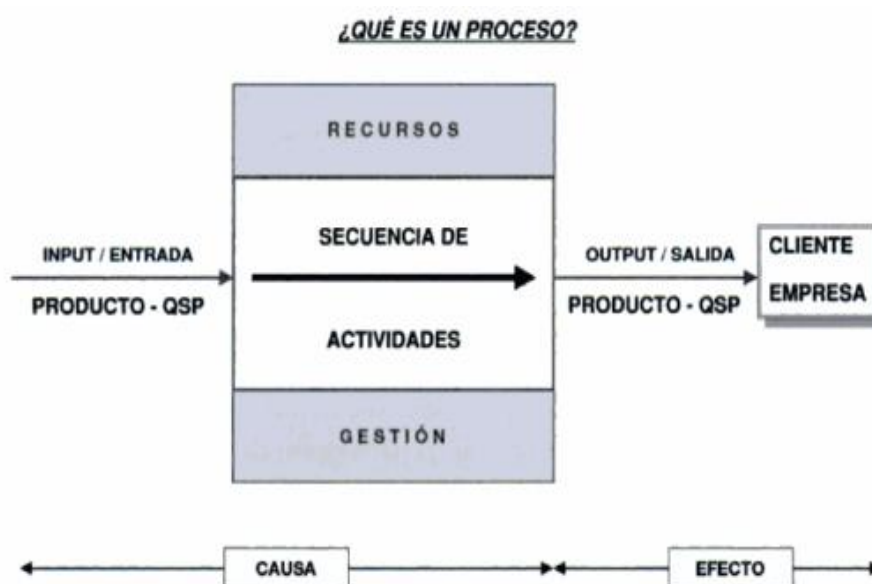 ¿QUÉ ES UN PROCESO?
RECURSOS
INPUT / ENTRADA
PRODUCTO - QSP
SECUENCIA DE
ACTIVIDADES
OUTPUT / SALIDA
PRODUCTO - QSP
CLIENTE
EMPRESA
GESTIÓN
CAUSA
EFECTO